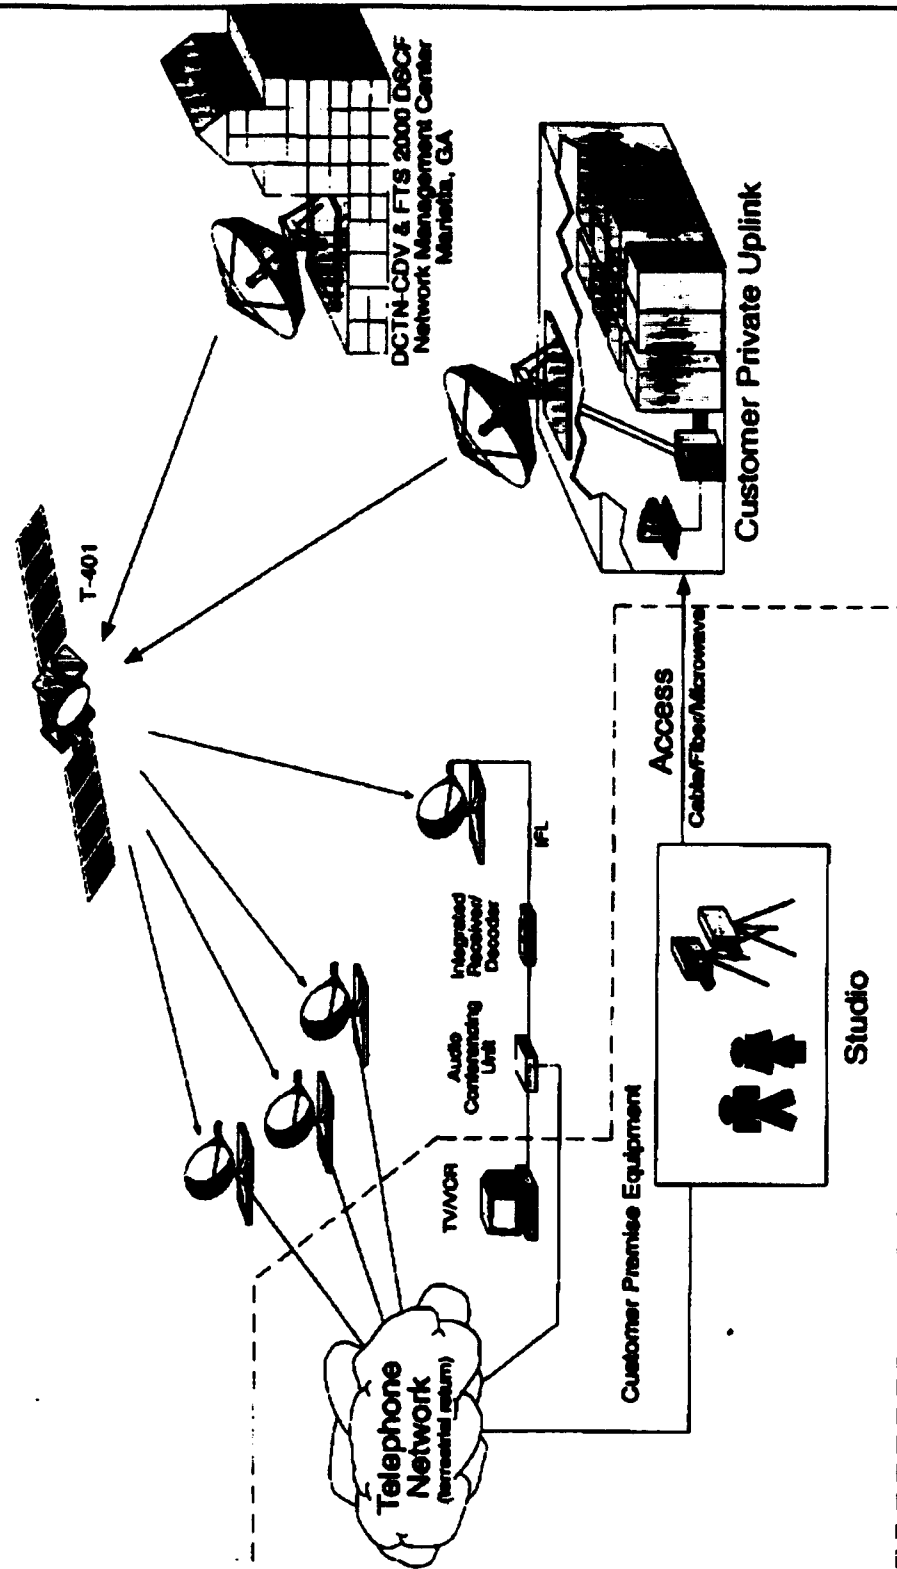 T-401
DCTN-CDV & FTS 2000 DSCF
Network Management Center
Marietta, GA
Customer Private Uplink
Access
Cable/Fiber/Microwave
IFL
Integrated
Receiver/
Decoder
Audio
Conferencing
Unit
TV/VCR
Telephone
Network
(terrestrial return)
Customer Premise Equipment
Studio